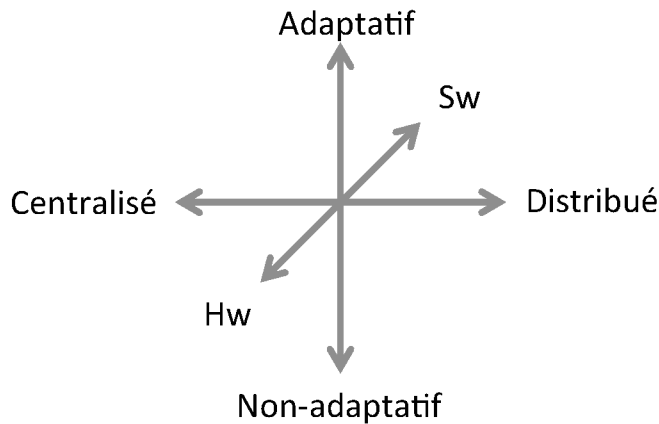 Adaptatif
Sw
Centralisé
Distribué
Hw
Non-adaptatif